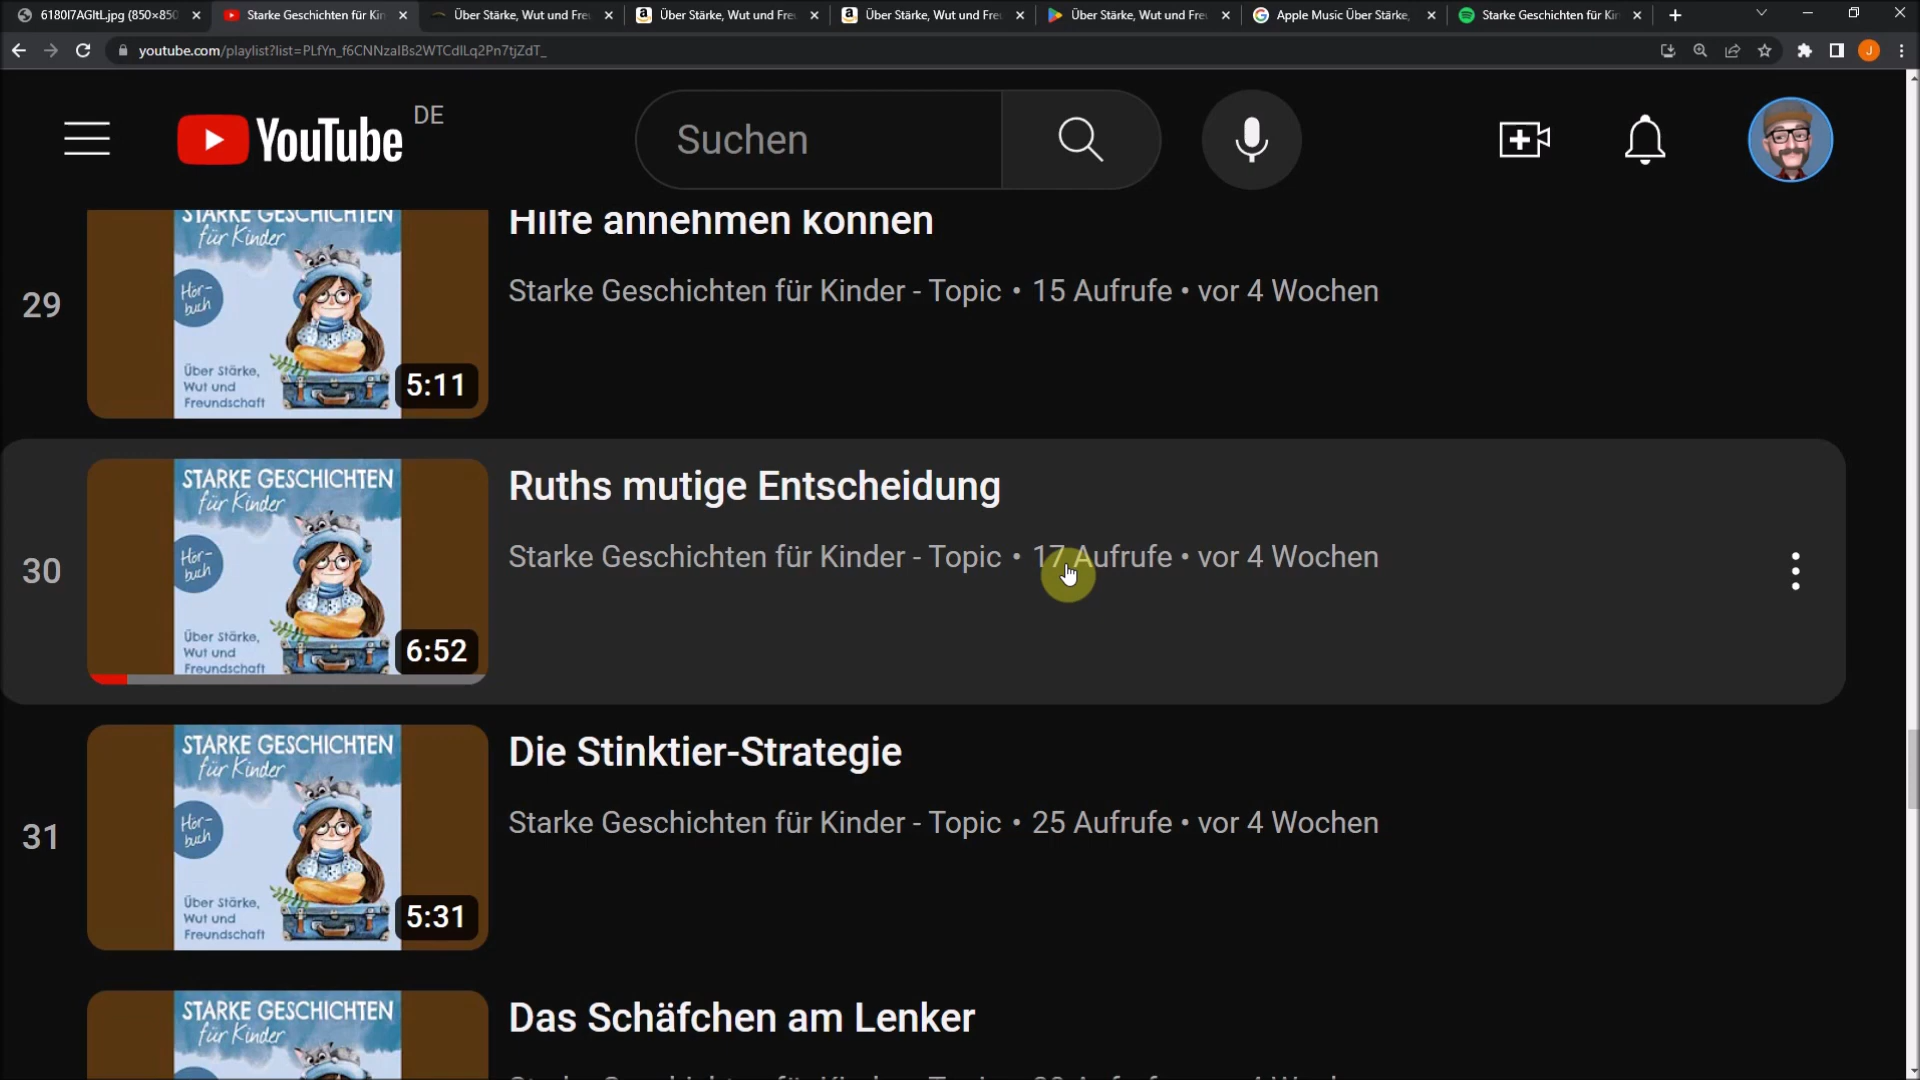 6180I7AGltL.jpg (850×850
Starke Geschichten für Kin
Über Stärke, Wut und Freu
Über Stärke, Wut und Fre
Über Stärke, Wut und Freu
Über Stärke, Wut und Freu
Apple Music Über Stärke,
Starke Geschichten für Kin
youtube.com/playlist?list=PLfYn_f6CNNzalBs2WTCdlLq2Pn7tjZdT_
J
YouTube DE
Suchen
29
STARKE GESCHICHTEN
für Kinder
Hör-
buch
Über Stärke,
Wut und
Freundschaft
5:11
Hilfe annehmen können
Starke Geschichten für Kinder - Topic • 15 Aufrufe • vor 4 Wochen
30
STARKE GESCHICHTEN
für Kinder
Hör-
buch
Über Stärke,
Wut und
Freundschaft
6:52
Ruths mutige Entscheidung
Starke Geschichten für Kinder - Topic • 17 Aufrufe • vor 4 Wochen
31
STARKE GESCHICHTEN
für Kinder
Hör-
buch
Über Stärke,
Wut und
Freundschaft
5:31
Die Stinktier-Strategie
Starke Geschichten für Kinder - Topic • 25 Aufrufe • vor 4 Wochen
STARKE GESCHICHTEN
für Kinder
Das Schäfchen am Lenker